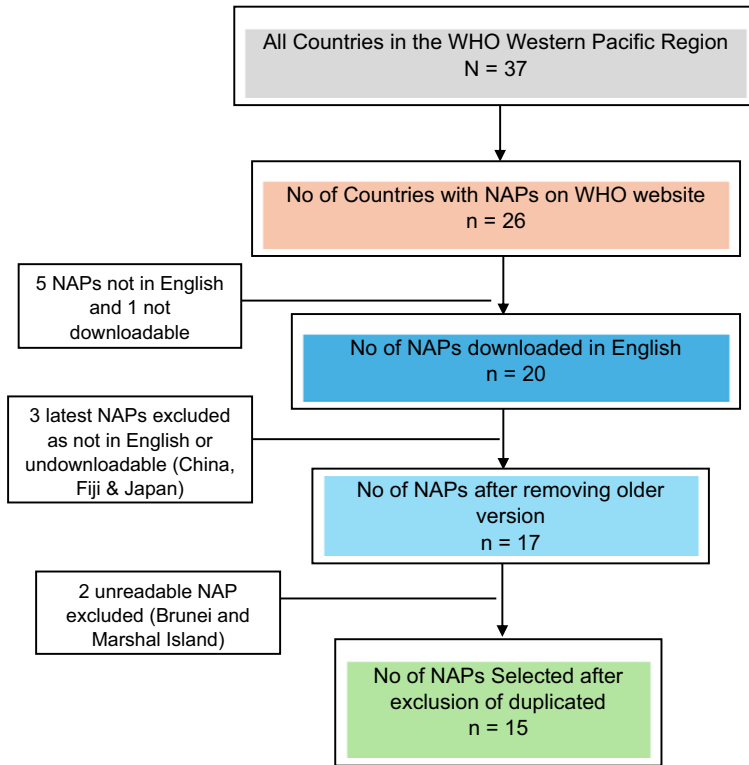 All Countries in the WHO Western Pacific Region
N = 37
No of Countries with NAPs on WHO website
n = 26
5 NAPs not in English
and 1 not
downloadable
No of NAPs downloaded in English
n = 20
3 latest NAPs excluded
as not in English or
undownloadable (China,
Fiji & Japan)
No of NAPs after removing older
version
n = 17
2 unreadable NAP
excluded (Brunei and
Marshal Island)
No of NAPs Selected after
exclusion of duplicated
n = 15